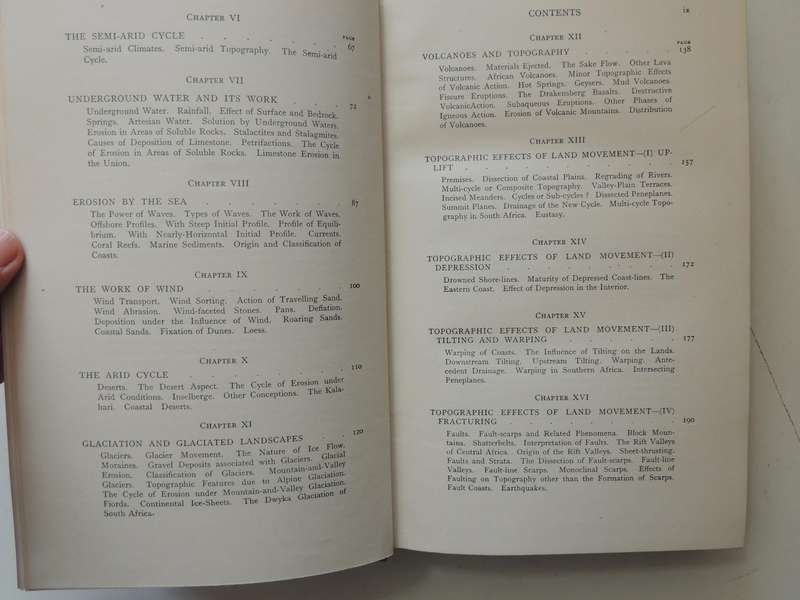 CHAPTER VI
PAGE
THE SEMI-ARID CYCLE . . . . . . . 67
Semi-arid Climates. Semi-arid Topography. The Semi-arid
Cycle.
CHAPTER VII
UNDERGROUND WATER AND ITS WORK . . . 72
Underground Water. Rainfall. Effect of Surface and Bedrock.
Springs. Artesian Water. Solution by Underground Waters.
Erosion in Areas of Soluble Rocks. Stalactites and Stalagmites.
Causes of Deposition of Limestone. Petrifactions. The Cycle
of Erosion in Areas of Soluble Rocks. Limestone Erosion in
the Union.
CHAPTER VIII
EROSION BY THE SEA . . . . . . . 87
The Power of Waves. Types of Waves. The Work of Waves.
Offshore Profiles. With Steep Initial Profile. Profile of Equili-
brium. With Nearly-Horizontal Initial Profile. Currents.
Coral Reefs. Marine Sediments. Origin and Classification of
Coasts.
CHAPTER IX
THE WORK OF WIND . . . . . . . 100
Wind Transport. Wind Sorting. Action of Travelling Sand.
Wind Abrasion. Wind-faceted Stones. Pans. Deflation.
Deposition under the Influence of Wind. Roaring Sands.
Coastal Sands. Fixation of Dunes. Loess.
CHAPTER X
THE ARID CYCLE . . . . . . . . 110
Deserts. The Desert Aspect. The Cycle of Erosion under
Arid Conditions. Inselberge. Other Conceptions. The Kala-
hari. Coastal Deserts.
CHAPTER XI
GLACIATION AND GLACIATED LANDSCAPES . . 120
Glaciers. Glacier Movement. The Nature of Ice Flow.
Moraines. Gravel Deposits associated with Glaciers. Glacial
Erosion. Classification of Glaciers. Mountain-and-Valley
Glaciers. Topographic Features due to Alpine Glaciation.
The Cycle of Erosion under Mountain-and-Valley Glaciation.
Fiords. Continental Ice-Sheets. The Dwyka Glaciation of
South Africa.
CONTENTS ix
CHAPTER XII
PAGE
VOLCANOES AND TOPOGRAPHY . . . . . 138
Volcanoes. Materials Ejected. The Sake Flow. Other Lava
Structures. African Volcanoes. Minor Topographic Effects
of Volcanic Action. Hot Springs. Geysers. Mud Volcanoes.
Fissure Eruptions. The Drakensberg Basalts. Destructive
VolcanicAction. Subaqueous Eruptions. Other Phases of
Igneous Action. Erosion of Volcanic Mountains. Distribution
of Volcanoes.
CHAPTER XIII
TOPOGRAPHIC EFFECTS OF LAND MOVEMENT—(I) UP-
LIFT . . . . . . . . . . 157
Premises. Dissection of Coastal Plains. Regrading of Rivers.
Multi-cycle or Composite Topography. Valley-Plain Terraces.
Incised Meanders. Cycles or Sub-cycles? Dissected Peneplanes.
Summit Planes. Drainage of the New Cycle. Multi-cycle Topo-
graphy in South Africa. Eustasy.
CHAPTER XIV
TOPOGRAPHIC EFFECTS OF LAND MOVEMENT—(II)
DEPRESSION . . . . . . . . 172
Drowned Shore-lines. Maturity of Depressed Coast-lines. The
Eastern Coast. Effect of Depression in the Interior.
CHAPTER XV
TOPOGRAPHIC EFFECTS OF LAND MOVEMENT—(III)
TILTING AND WARPING . . . . . . 177
Warping of Coasts. The Influence of Tilting on the Lands.
Downstream Tilting. Upstream Tilting. Warping. Ante-
cedent Drainage. Warping in Southern Africa. Intersecting
Peneplanes.
CHAPTER XVI
TOPOGRAPHIC EFFECTS OF LAND MOVEMENT—(IV)
FRACTURING . . . . . . . . 190
Faults. Fault-scarps and Related Phenomena. Block Moun-
tains. Shatterbelts. Interpretation of Faults. The Rift Valleys
of Central Africa. Origin of the Rift Valleys. Sheet-thrusting.
Faults and Strata. The Dissection of Fault-scarps. Fault-line
Valleys. Fault-line Scarps. Monoclinal Scarps. Effects of
Faulting on Topography other than the Formation of Scarps.
Fault Coasts. Earthquakes.